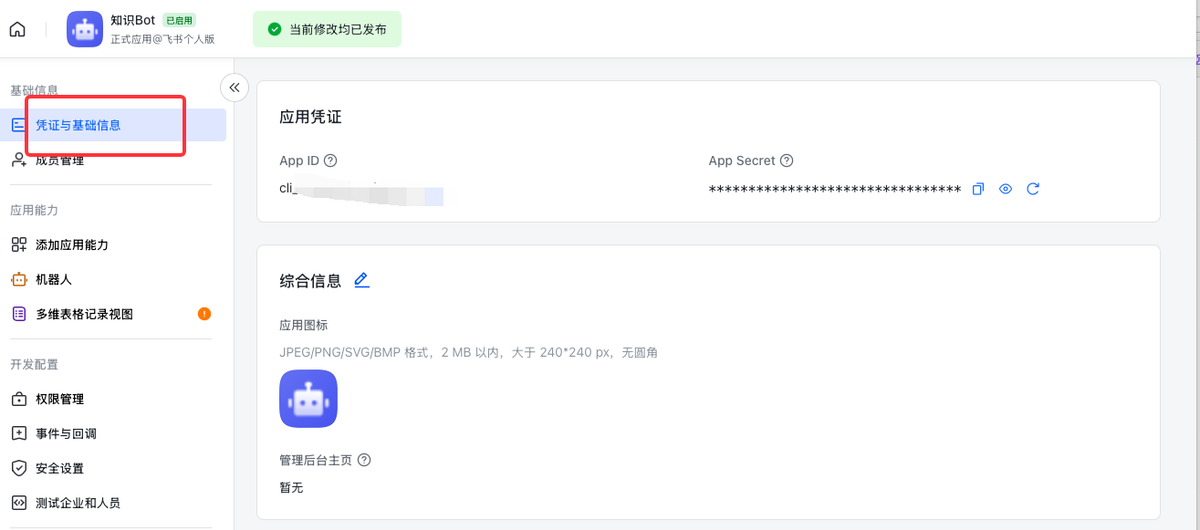 知识Bot 已启用
正式应用@飞书个人版
当前修改均已发布
基础信息
凭证与基础信息
成员管理
应用能力
添加应用能力
机器人
多维表格记录视图
开发配置
权限管理
事件与回调
安全设置
测试企业和人员
应用凭证
App ID
App Secret
cli_
********************************
综合信息
应用图标
JPEG/PNG/SVG/BMP 格式，2 MB 以内，大于 240*240 px，无圆角
管理后台主页
暂无